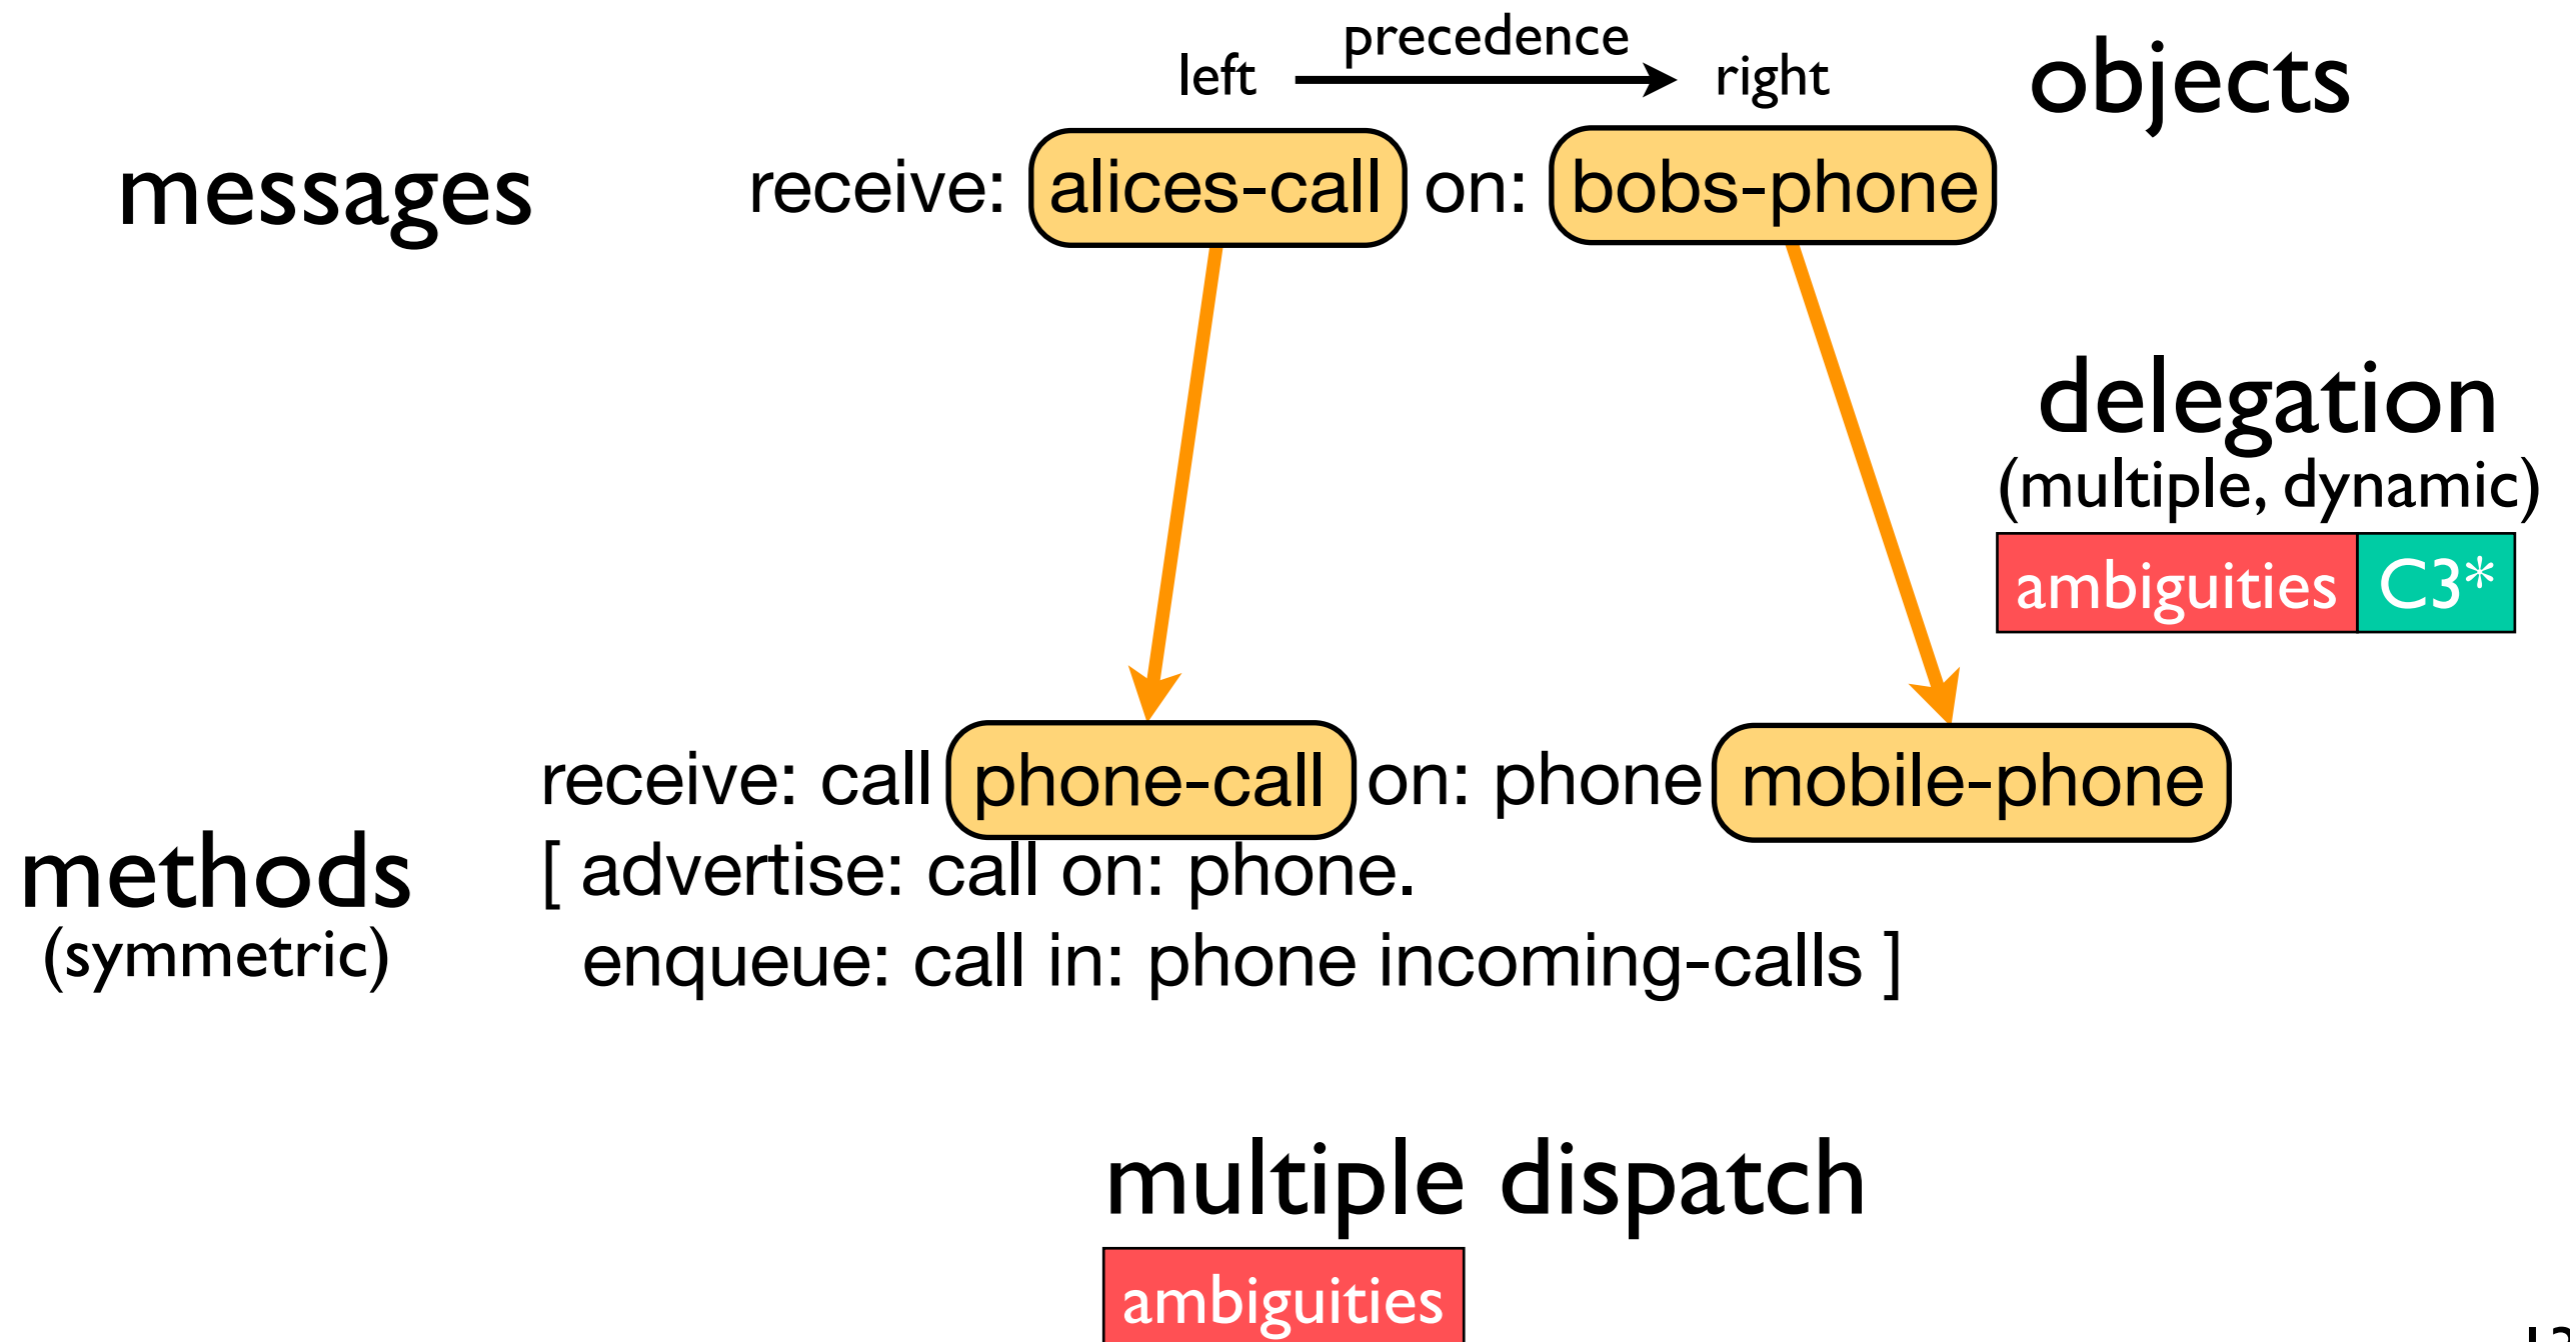 precedence
left right
objects
messages
receive: alices-call on: bobs-phone
delegation
(multiple, dynamic)
ambiguities C3*
receive: call phone-call on: phone mobile-phone
methods
(symmetric)
[ advertise: call on: phone.
enqueue: call in: phone incoming-calls ]
multiple dispatch
ambiguities